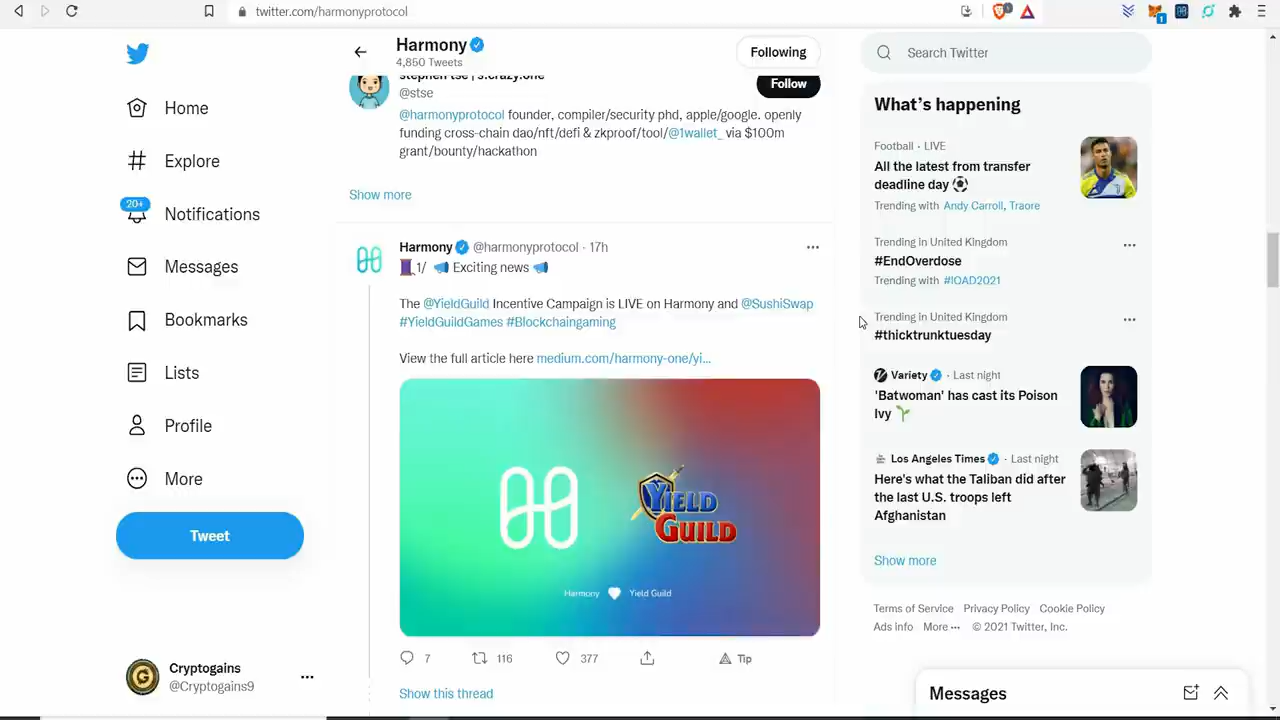 twitter.com/harmonyprotocol
1
Home
Explore
20+
Notifications
Messages
Bookmarks
Lists
Profile
More
Tweet
Cryptogains
@Cryptogains9
Harmony
4,850 Tweets
Following
stephen tse | s.crazy.one
@stse
Follow
@harmonyprotocol founder, compiler/security phd, apple/google. openly
funding cross-chain dao/nft/defi & zkproof/tool/@1wallet_ via $100m
grant/bounty/hackathon
Show more
Harmony @harmonyprotocol · 17h
1/ Exciting news
The @YieldGuild Incentive Campaign is LIVE on Harmony and @SushiSwap
#YieldGuildGames #Blockchaingaming
View the full article here medium.com/harmony-one/yi...
YIELD
GUILD
Harmony Yield Guild
7 116 377 Tip
Show this thread
Search Twitter
What's happening
Football · LIVE
All the latest from transfer
deadline day
Trending with Andy Carroll, Traore
Trending in United Kingdom
#EndOverdose
Trending with #IOAD2021
Trending in United Kingdom
#thicktrunktuesday
Variety · Last night
'Batwoman' has cast its Poison
Ivy
Los Angeles Times · Last night
Here's what the Taliban did after
the last U.S. troops left
Afghanistan
Show more
Terms of Service Privacy Policy Cookie Policy
Ads info More ··· © 2021 Twitter, Inc.
Messages